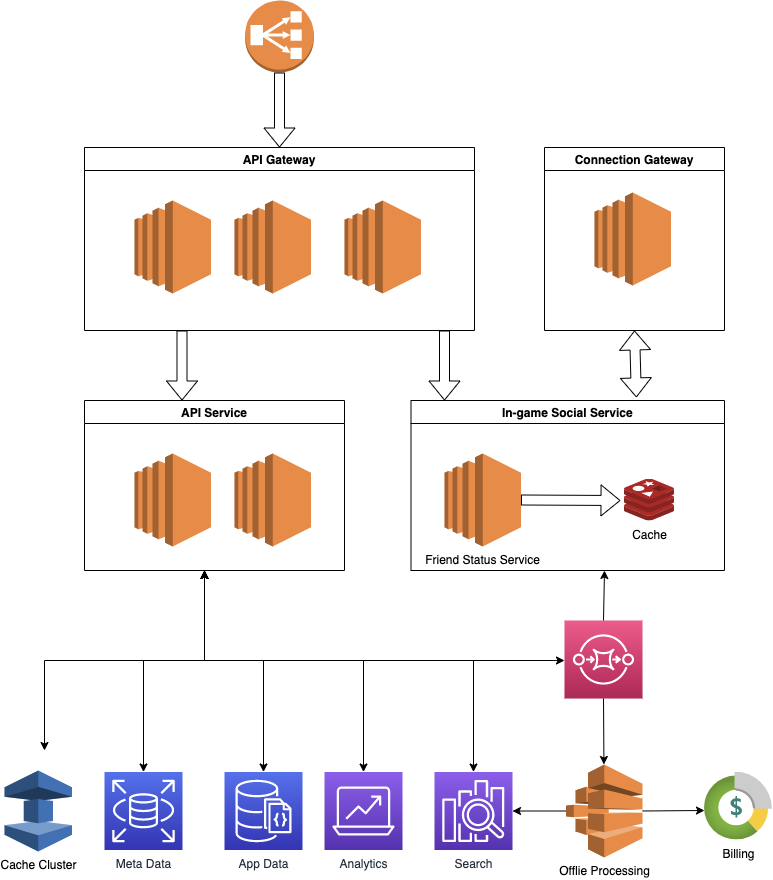 API Gateway
Connection Gateway
API Service
In-game Social Service
Cache
Friend Status Service
{}
$
Cache Cluster
Meta Data
App Data
Analytics
Search
Offlie Processing
Billing